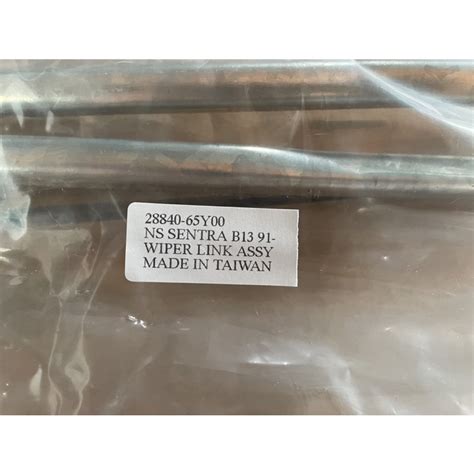 28840-65Y00
NS SENTRA B13 91-
WIPER LINK ASSY
MADE IN TAIWAN